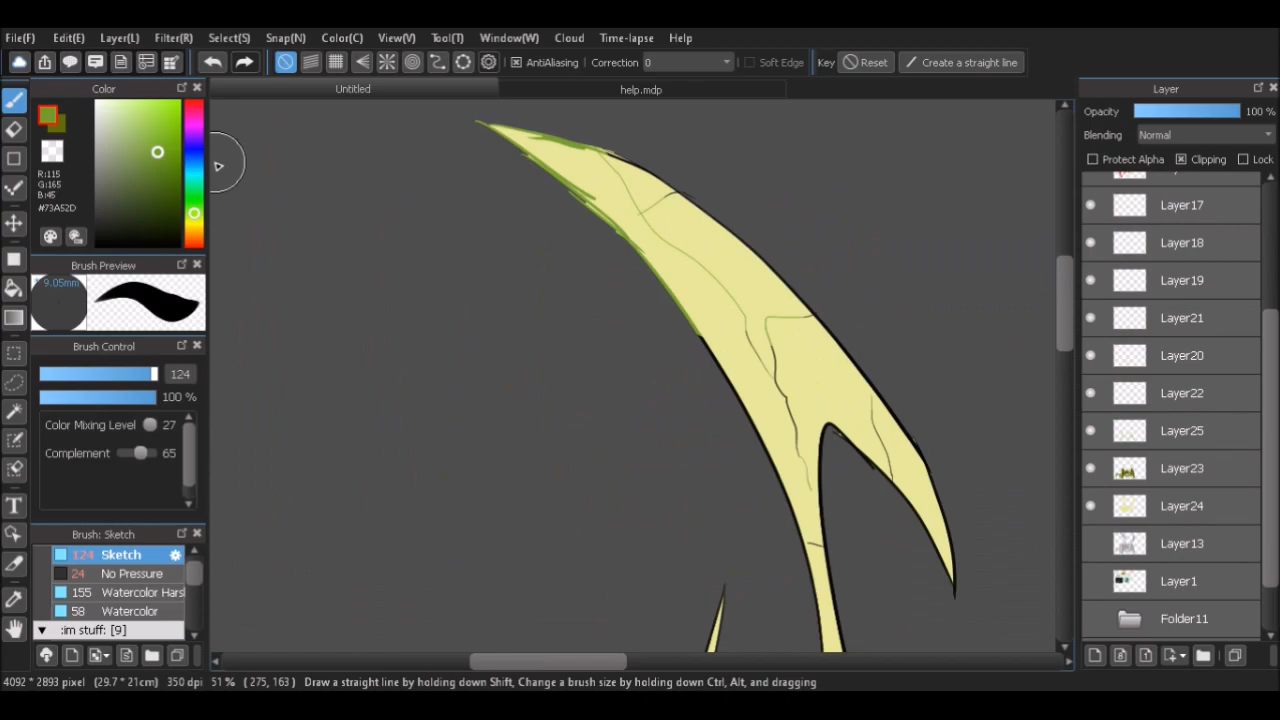 File(F) Edit(E) Layer(L) Filter(R) Select(S) Snap(N) Color(C) View(V) Tool(T) Window(W) Cloud Time-lapse Help
AntiAliasing Correction 0 Soft Edge Key Reset Create a straight line
Color
Untitled
help.mdp
Layer
R:115
G:165
B:45
#73A52D
Brush Preview
9.05mm
Brush Control
124
100 %
Color Mixing Level 27
Complement 65
Brush: Sketch
124 Sketch
24 No Pressure
155 Watercolor Hars
58 Watercolor
:im stuff: [9]
Opacity 100 %
Blending Normal
Protect Alpha Clipping Lock
Layer17
Layer18
Layer19
Layer21
Layer20
Layer22
Layer25
Layer23
Layer24
Layer13
Layer1
Folder11
4092 * 2893 pixel (29.7 * 21cm) 350 dpi 51 % ( 275, 163 ) Draw a straight line by holding down Shift, Change a brush size by holding down Ctrl, Alt, and dragging